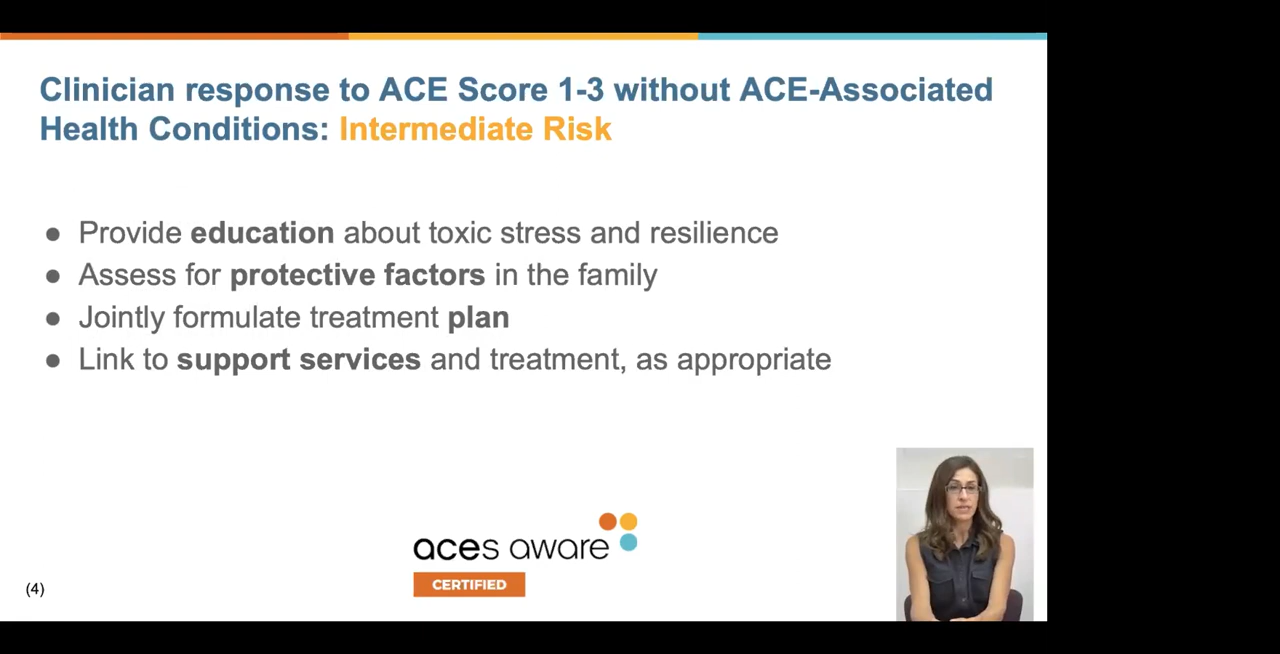 Clinician response to ACE Score 1-3 without ACE-Associated
Health Conditions: Intermediate Risk
● Provide education about toxic stress and resilience
● Assess for protective factors in the family
● Jointly formulate treatment plan
● Link to support services and treatment, as appropriate
aces aware
CERTIFIED
(4)